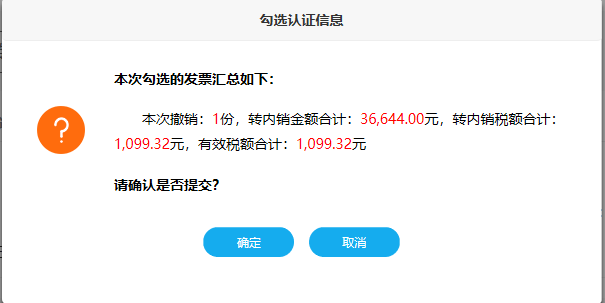 勾选认证信息
本次勾选的发票汇总如下：
本次撤销：1份，转内销金额合计：36,644.00元，转内销税额合计：
1,099.32元，有效税额合计：1,099.32元
请确认是否提交?
确定 取消